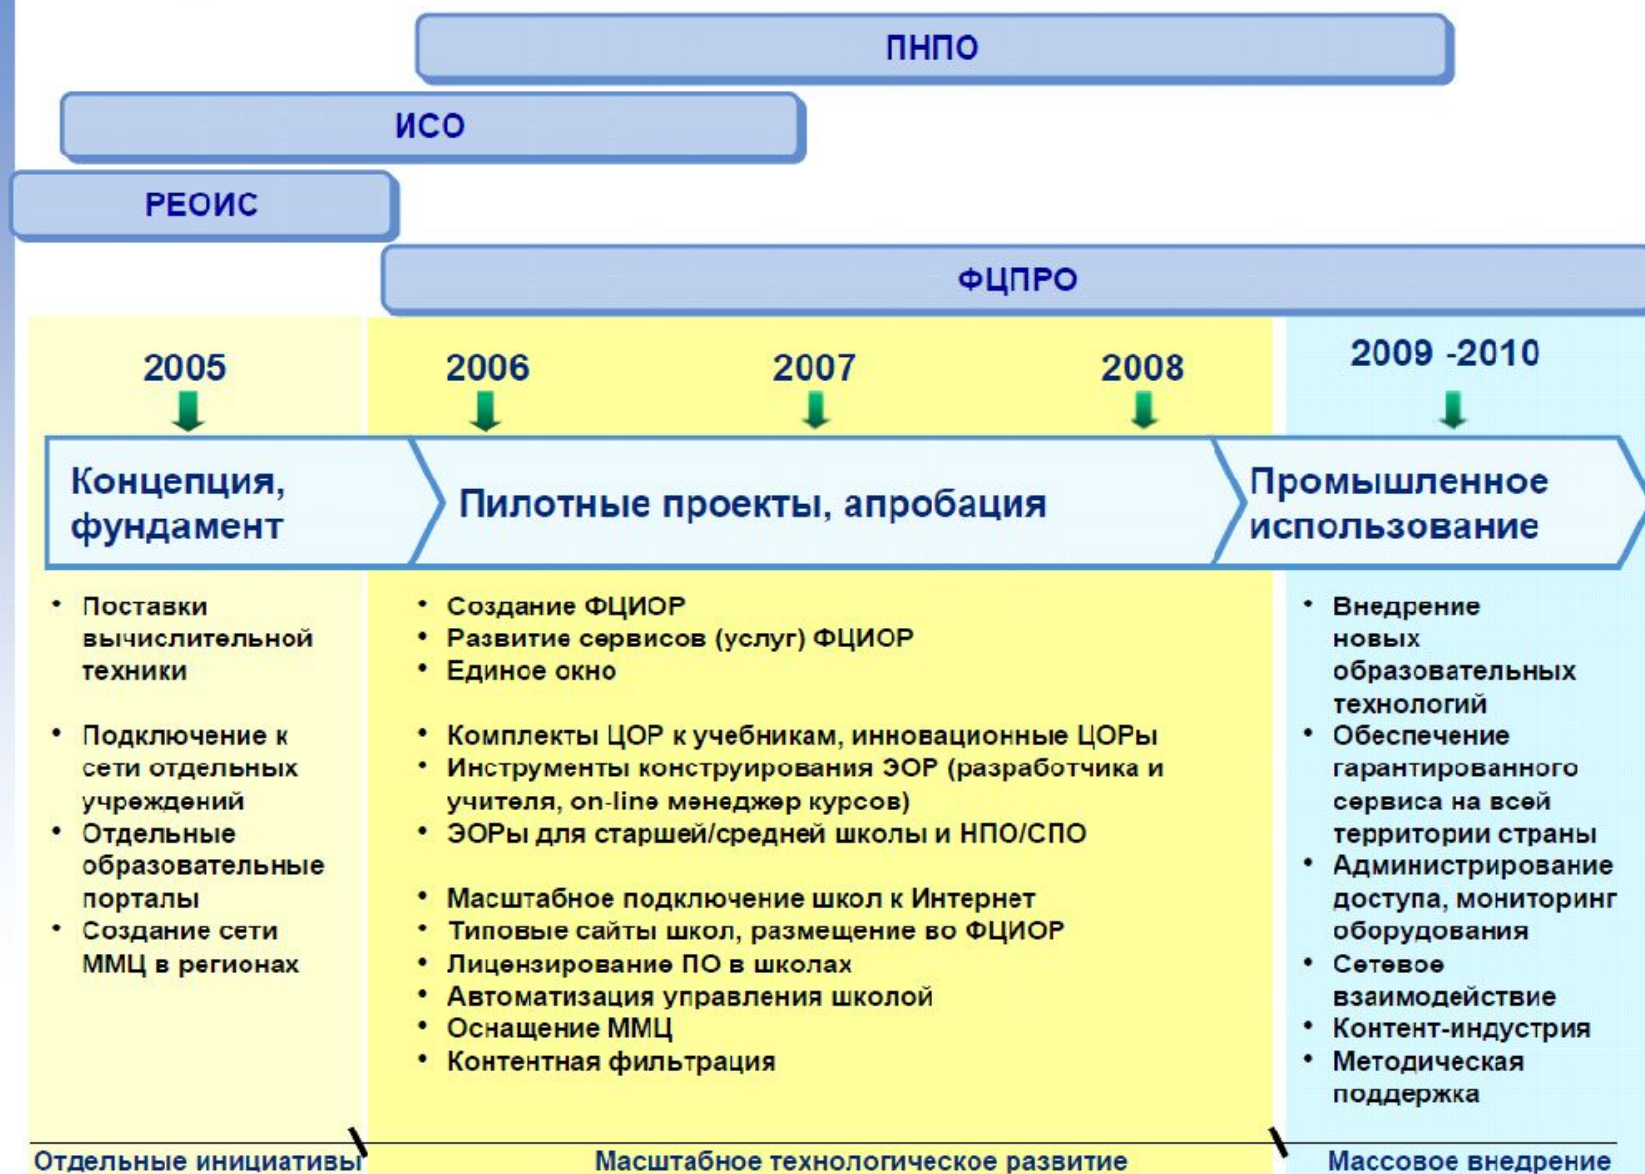 ПНПО
ИСО
РЕОИС
ФЦПРО
2005
2006
2007
2008
2009 -2010
Концепция,
фундамент
Пилотные проекты, апробация
Промышленное
использование
• Поставки
вычислительной
техники
• Подключение к
сети отдельных
учреждений
• Отдельные
образовательные
порталы
• Создание сети
ММЦ в регионах
• Создание ФЦИОР
• Развитие сервисов (услуг) ФЦИОР
• Единое окно
• Комплекты ЦОР к учебникам, инновационные ЦОРы
• Инструменты конструирования ЭОР (разработчика и
учителя, on-line менеджер курсов)
• ЭОРы для старшей/средней школы и НПО/СПО
• Масштабное подключение школ к Интернет
• Типовые сайты школ, размещение во ФЦИОР
• Лицензирование ПО в школах
• Автоматизация управления школой
• Оснащение ММЦ
• Контентная фильтрация
• Внедрение
новых
образовательных
технологий
• Обеспечение
гарантированного
сервиса на всей
территории страны
• Администрирование
доступа, мониторинг
оборудования
• Сетевое
взаимодействие
• Контент-индустрия
• Методическая
поддержка
Отдельные инициативы
Масштабное технологическое развитие
Массовое внедрение